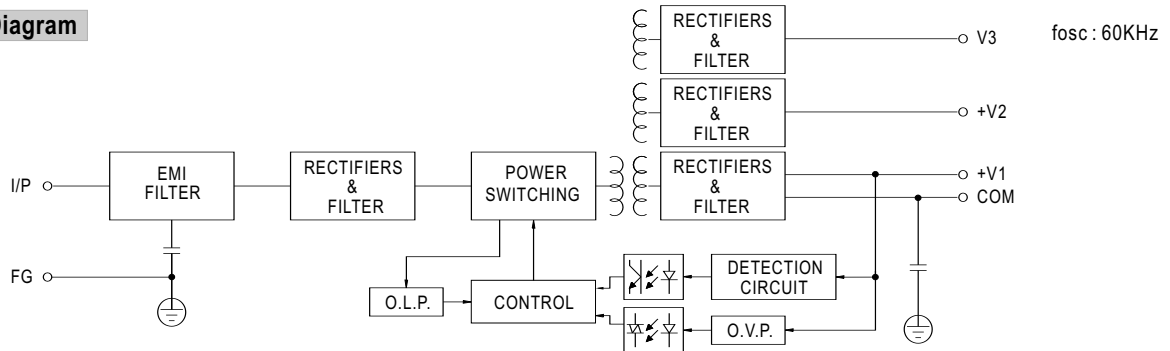 Diagram
RECTIFIERS
&
FILTER
V3
fosc : 60KHz
RECTIFIERS
&
FILTER
+V2
I/P
EMI
FILTER
RECTIFIERS
&
FILTER
POWER
SWITCHING
RECTIFIERS
&
FILTER
+V1
COM
FG
O.L.P.
CONTROL
DETECTION
CIRCUIT
O.V.P.